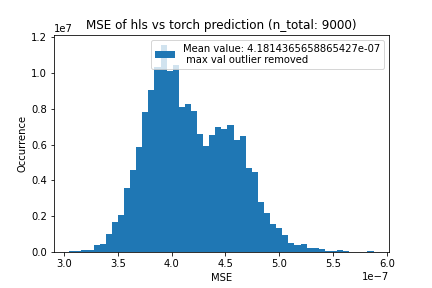 MSE of hls vs torch prediction (n_total: 9000)
1e7
Mean value: 4.1814365658865427e-07
max val outlier removed
1.2
1.0
0.8
0.6
0.4
0.2
0.0
Occurrence
3.0 3.5 4.0 4.5 5.0 5.5 6.0
MSE
1e−7